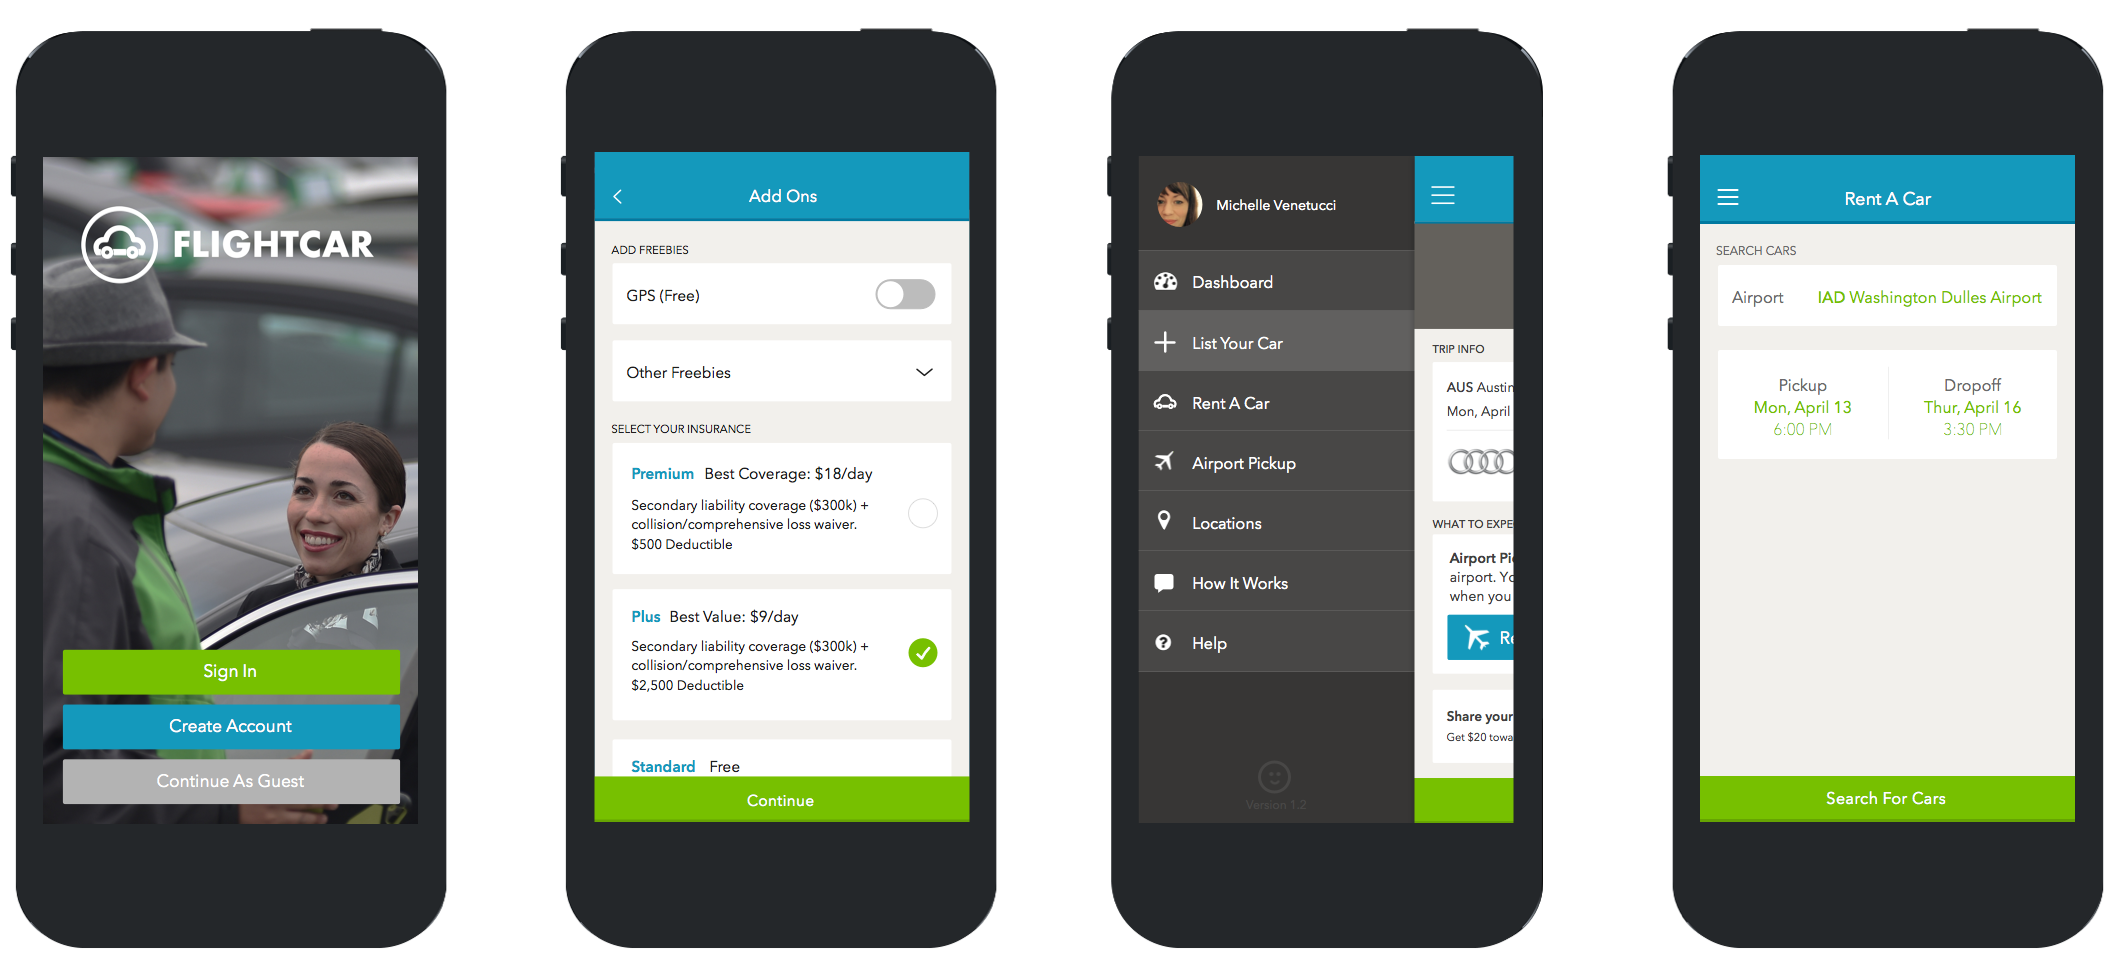 FLIGHTCAR
Sign In
Create Account
Continue As Guest
Add Ons
ADD FREEBIES
GPS (Free)
Other Freebies
SELECT YOUR INSURANCE
Premium Best Coverage: $18/day
Secondary liability coverage ($300k) +
collision/comprehensive loss waiver.
$500 Deductible
Plus Best Value: $9/day
Secondary liability coverage ($300k) +
collision/comprehensive loss waiver.
$2,500 Deductible
Standard Free
Continue
Michelle Venetucci
Dashboard
List Your Car
Rent A Car
Airport Pickup
Locations
How It Works
Help
Version 1.2
TRIP INFO
AUS Austin
Mon, April
WHAT TO EXPE
Airport Pi
airport. Yo
when you
Re
Share your
Get $20 towa
Rent A Car
SEARCH CARS
Airport IAD Washington Dulles Airport
Pickup
Mon, April 13
6:00 PM
Dropoff
Thur, April 16
3:30 PM
Search For Cars